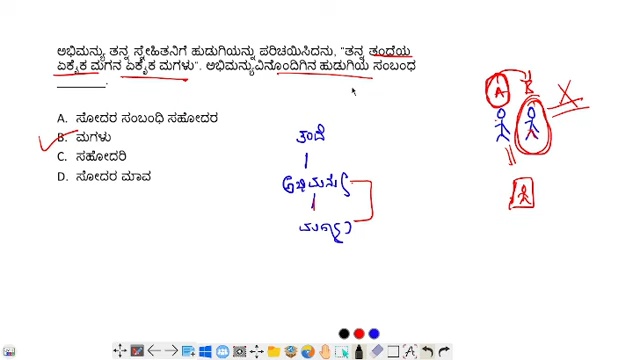 ಅಭಿಮನ್ಯು ತನ್ನ ಸ್ನೇಹಿತನಿಗೆ ಹುಡುಗಿಯನ್ನು ಪರಿಚಯಿಸಿದನು, "ತನ್ನ ತಂದೆಯ
ಏಕೈಕ ಮಗನ ಏಕೈಕ ಮಗಳು". ಅಭಿಮನ್ಯುವಿನೊಂದಿಗಿನ ಹುಡುಗಿಯ ಸಂಬಂಧ
________.
A. ಸೋದರ ಸಂಬಂಧಿ ಸಹೋದರ
B. ಮಗಳು
C. ಸಹೋದರಿ
D. ಸೋದರ ಮಾವ
A B X
ತಂದೆ
ಅಭಿಮನ್ಯು